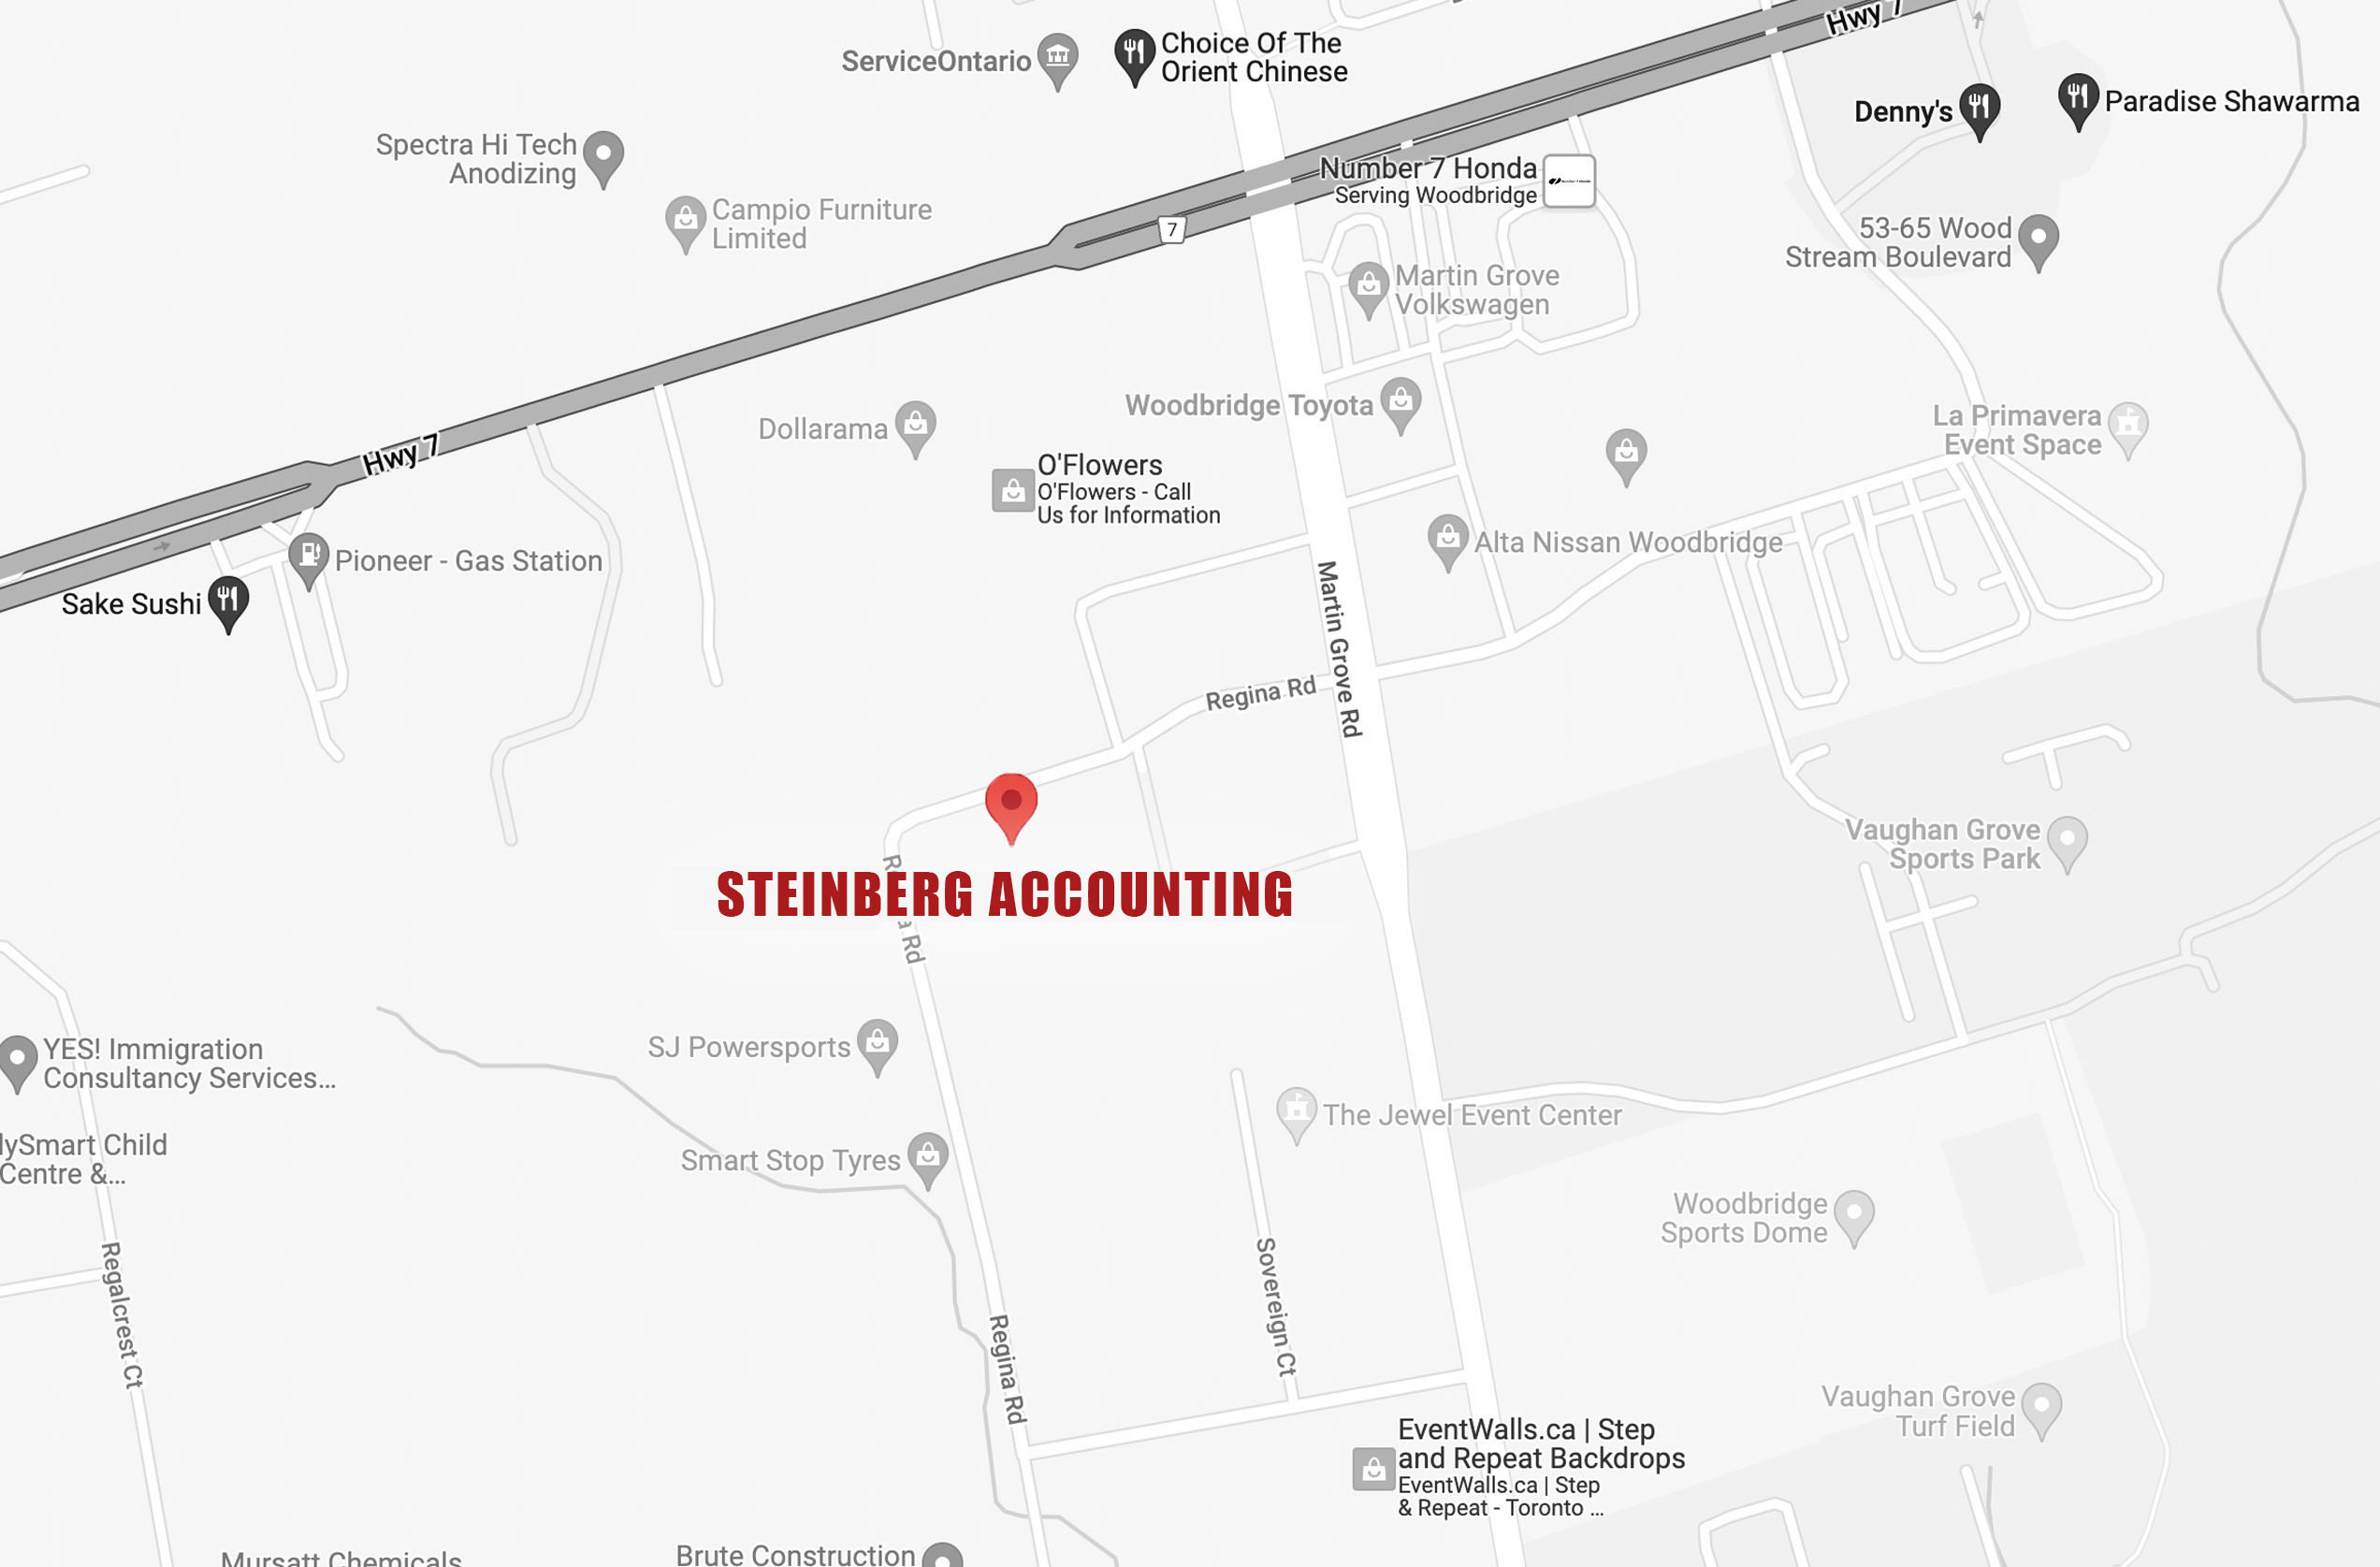 Hwy 7
ServiceOntario
Choice Of The
Orient Chinese
Denny's
Paradise Shawarma
Spectra Hi Tech
Anodizing
Number 7 Honda
Serving Woodbridge
Campio Furniture
Limited
7
53-65 Wood
Stream Boulevard
Martin Grove
Volkswagen
Woodbridge Toyota
Dollarama
La Primavera
Event Space
Hwy 7
O'Flowers
O'Flowers - Call
Us for Information
Alta Nissan Woodbridge
Pioneer - Gas Station
Sake Sushi
Martin Grove Rd
Regina Rd
Vaughan Grove
Sports Park
STEINBERG ACCOUNTING
Rd
YES! Immigration
Consultancy Services...
SJ Powersports
The Jewel Event Center
lySmart Child
Centre &...
Smart Stop Tyres
Woodbridge
Sports Dome
Regalcrest Ct
Sovereign Ct
Regina Rd
Vaughan Grove
Turf Field
EventWalls.ca | Step
and Repeat Backdrops
EventWalls.ca | Step
& Repeat - Toronto ...
Mursatt Chemicals
Brute Construction